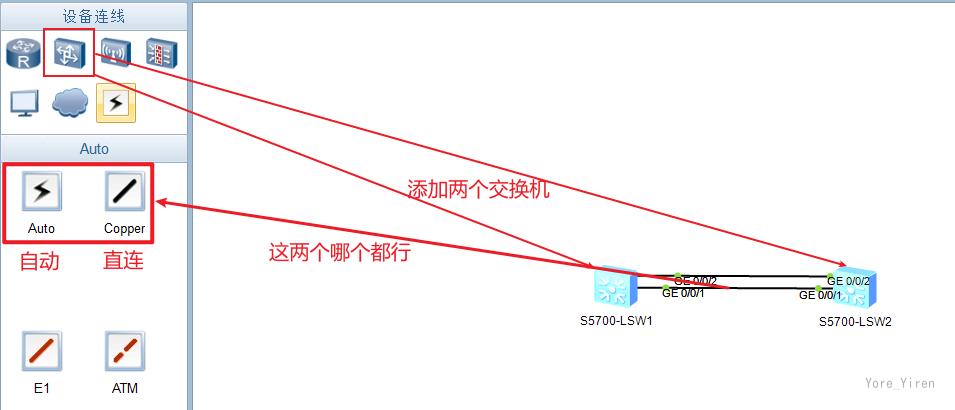 设备连线
R
Auto
Auto
Copper
自动
直连
E1
ATM
添加两个交换机
这两个哪个都行
GE 0/0/2
GE 0/0/2
GE 0/0/1
GE 0/0/1
S5700-LSW1
S5700-LSW2
Yore_Yiren